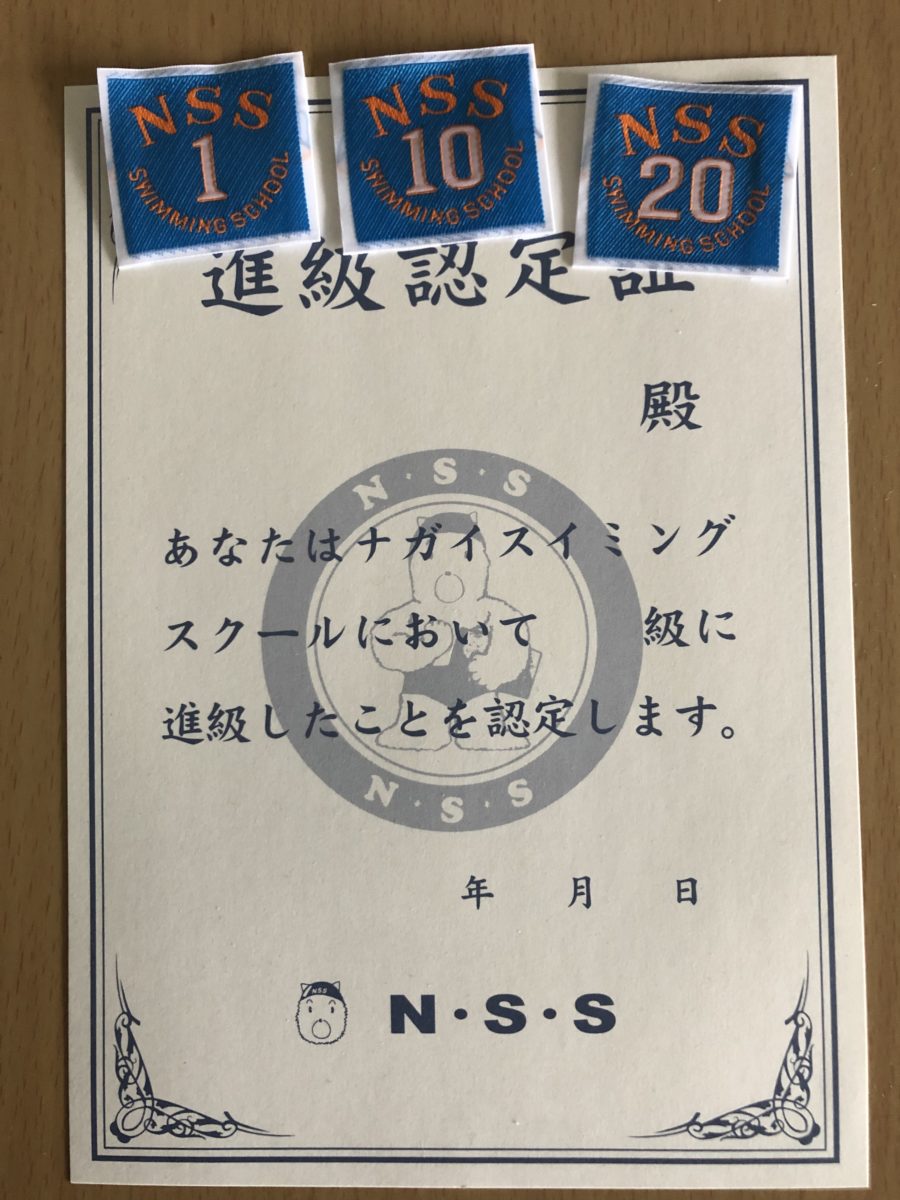 NSS
1
SWIMMING SCHOOL
NSS
10
SWIMMING SCHOOL
NSS
20
SWIMMING SCHOOL
進級認定証
殿
N・S・S
あなたはナガイスイミング
スクールにおいて　　級に
進級したことを認定します。
N・S・S
年　月　日
NSS
N・S・S